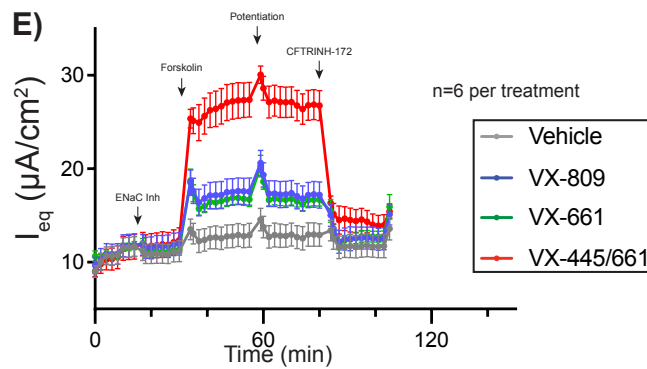 E)
Potentiation
Forskolin
CFTRINH-172
ENaC Inh
n=6 per treatment
Vehicle
VX-809
VX-661
VX-445/661
Ieq (µA/cm²)
30
20
10
0
60
120
Time (min)